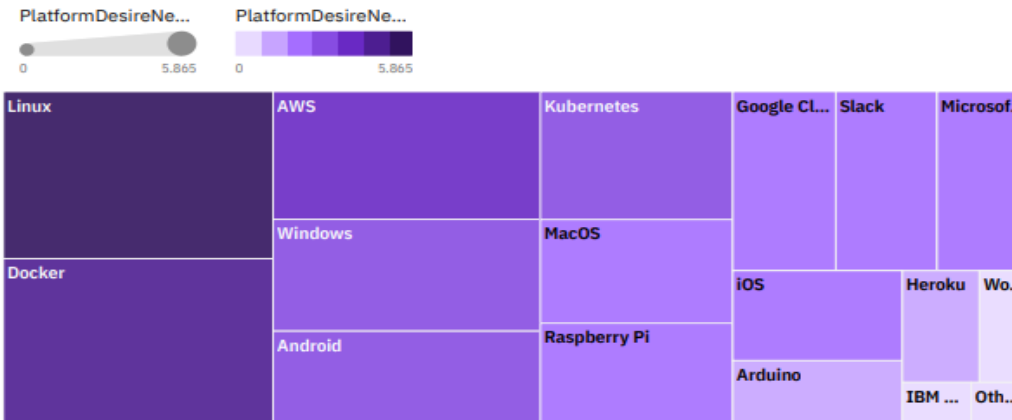 PlatformDesireNe...
PlatformDesireNe...
0
5.865
0
5.865
Linux
AWS
Kubernetes
Google Cl...
Slack
Microsof.
Windows
MacOS
Docker
iOS
Heroku
Wo.
Raspberry Pi
Android
Arduino
IBM ...
Oth...